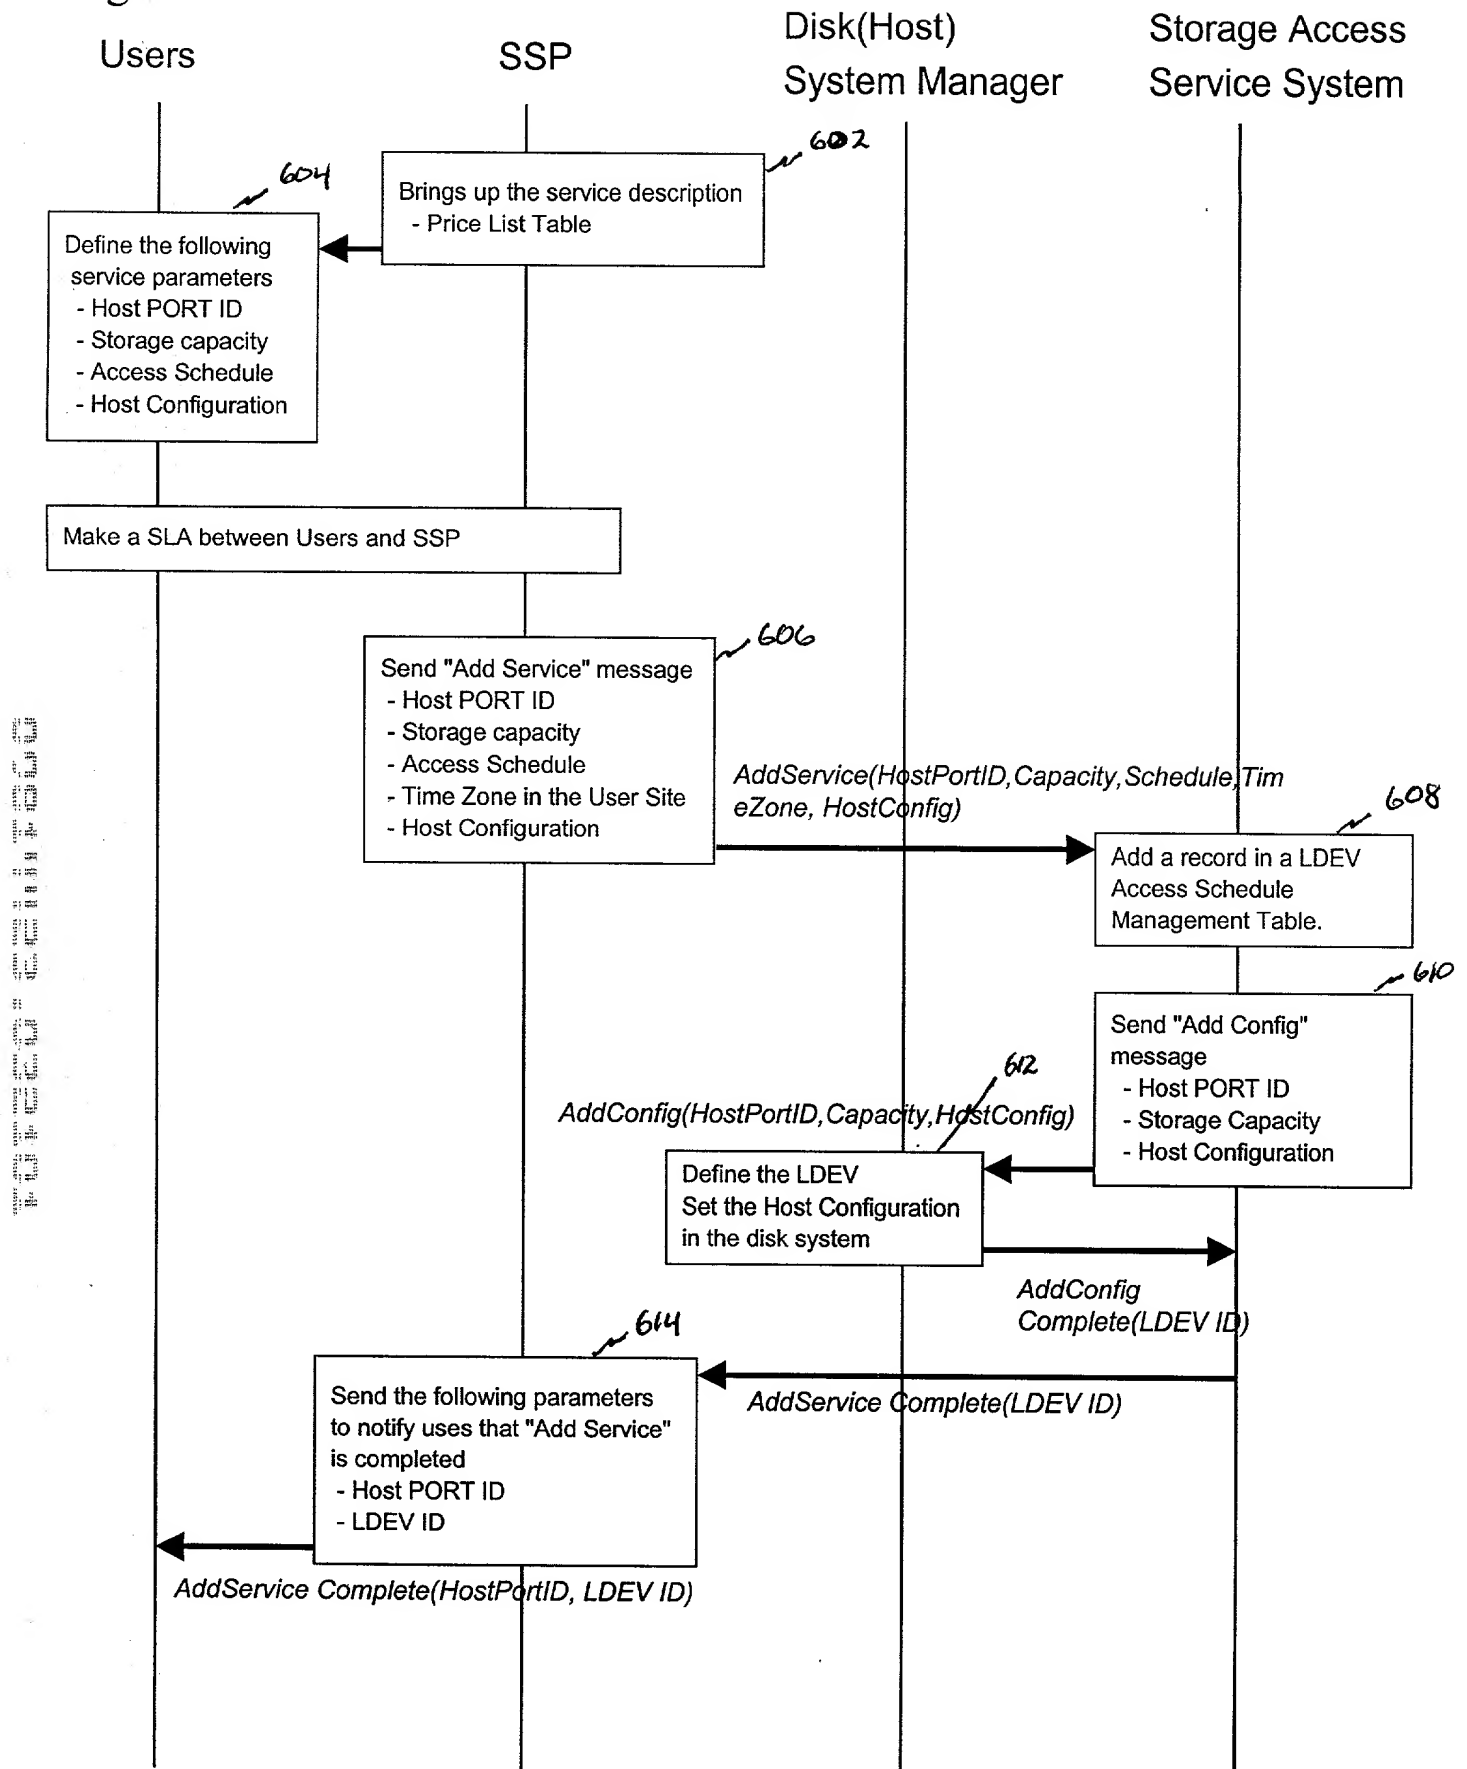 Users
SSP
Disk(Host)
System Manager
Storage Access
Service System
602
Brings up the service description
- Price List Table
604
Define the following
service parameters
- Host PORT ID
- Storage capacity
- Access Schedule
- Host Configuration
Make a SLA between Users and SSP
606
Send "Add Service" message
- Host PORT ID
- Storage capacity
- Access Schedule
- Time Zone in the User Site
- Host Configuration
AddService(HostPortID,Capacity,Schedule,Tim
eZone, HostConfig)
608
Add a record in a LDEV
Access Schedule
Management Table.
610
Send "Add Config"
message
- Host PORT ID
- Storage Capacity
- Host Configuration
612
AddConfig(HostPortID,Capacity,HostConfig)
Define the LDEV
Set the Host Configuration
in the disk system
AddConfig
Complete(LDEV ID)
614
AddService Complete(LDEV ID)
Send the following parameters
to notify uses that "Add Service"
is completed
- Host PORT ID
- LDEV ID
AddService Complete(HostPortID, LDEV ID)